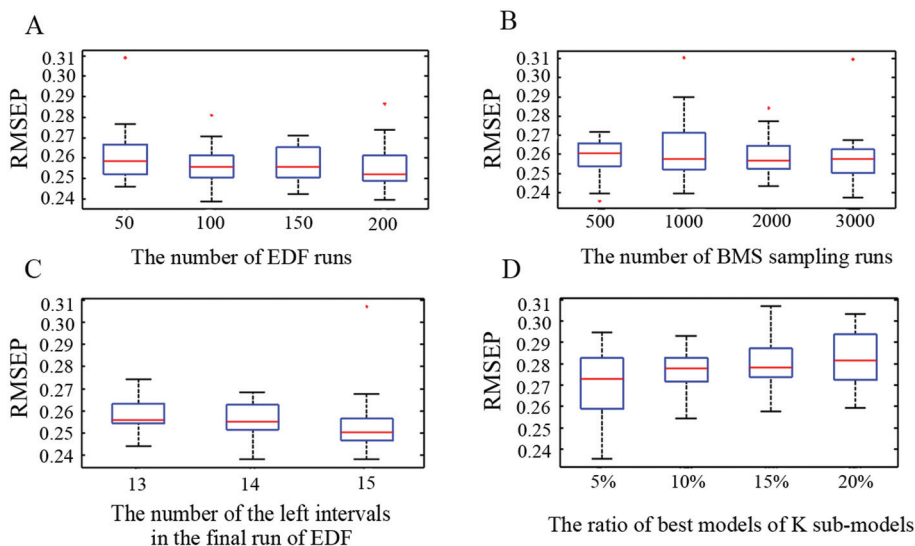 A
RMSEP
0.31
0.30
0.29
0.28
0.27
0.26
0.25
0.24
50 100 150 200
The number of EDF runs
B
RMSEP
0.31
0.30
0.29
0.28
0.27
0.26
0.25
0.24
500 1000 2000 3000
The number of BMS sampling runs
C
RMSEP
0.31
0.30
0.29
0.28
0.27
0.26
0.25
0.24
13 14 15
The number of the left intervals
in the final run of EDF
D
RMSEP
0.31
0.30
0.29
0.28
0.27
0.26
0.25
0.24
5% 10% 15% 20%
The ratio of best models of K sub-models